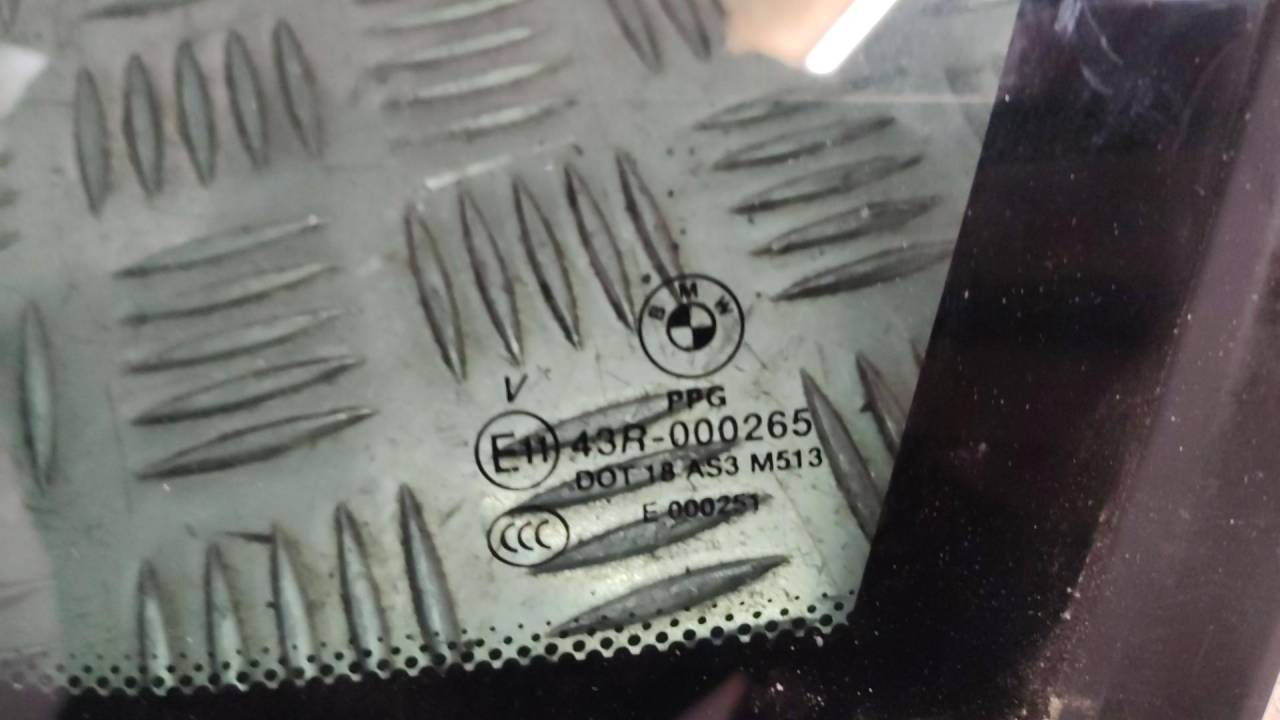 BMW
V
PPG
E11 43R-000265
DOT 18 AS3 M513
CCC E 000251